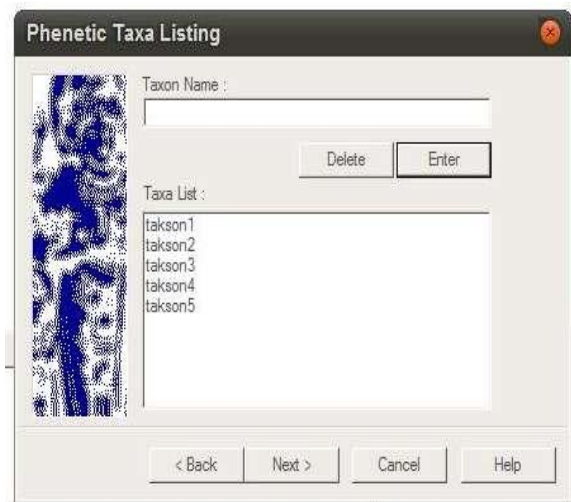 Phenetic Taxa Listing
Taxon Name :
Delete Enter
Taxa List :
takson1
takson2
takson3
takson4
takson5
< Back Next > Cancel Help